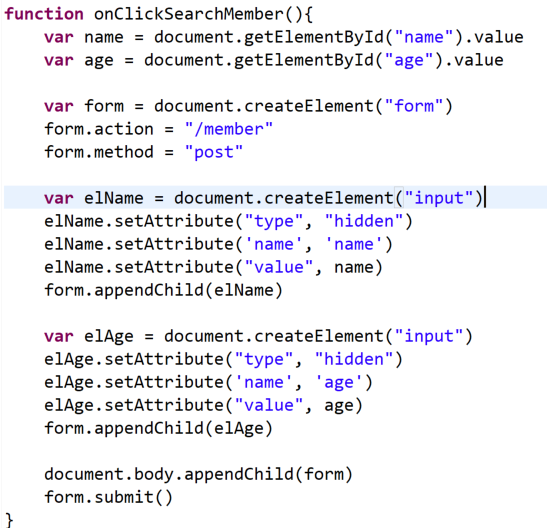 function onClickSearchMember(){
    var name = document.getElementById("name").value
    var age = document.getElementById("age").value

    var form = document.createElement("form")
    form.action = "/member"
    form.method = "post"

    var elName = document.createElement("input")
    elName.setAttribute("type", "hidden")
    elName.setAttribute('name', 'name')
    elName.setAttribute("value", name)
    form.appendChild(elName)

    var elAge = document.createElement("input")
    elAge.setAttribute("type", "hidden")
    elAge.setAttribute('name', 'age')
    elAge.setAttribute("value", age)
    form.appendChild(elAge)

    document.body.appendChild(form)
    form.submit()
}